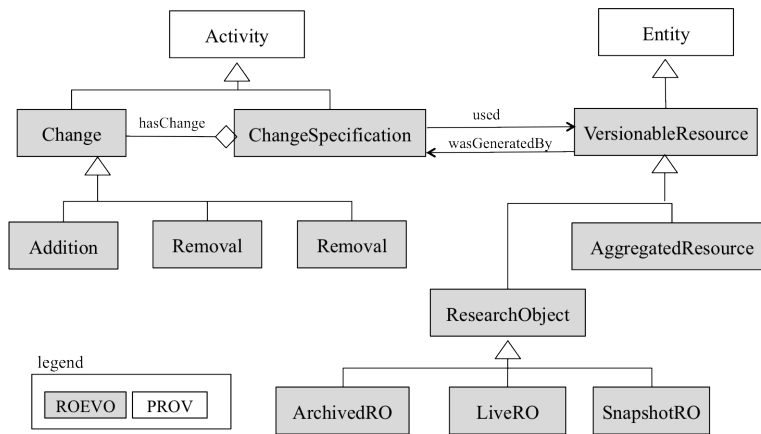 Activity
Entity
Change
hasChange
ChangeSpecification
used
wasGeneratedBy
VersionableResource
Addition
Removal
Removal
AggregatedResource
ResearchObject
legend
ROEVO
PROV
ArchivedRO
LiveRO
SnapshotRO